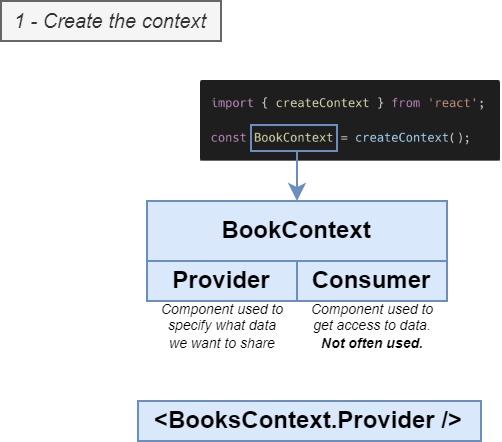 1 - Create the context
import { createContext } from 'react';
const BookContext = createContext();
BookContext
Provider
Consumer
Component used to
specify what data
we want to share
Component used to
get access to data.
Not often used.
<BooksContext.Provider />